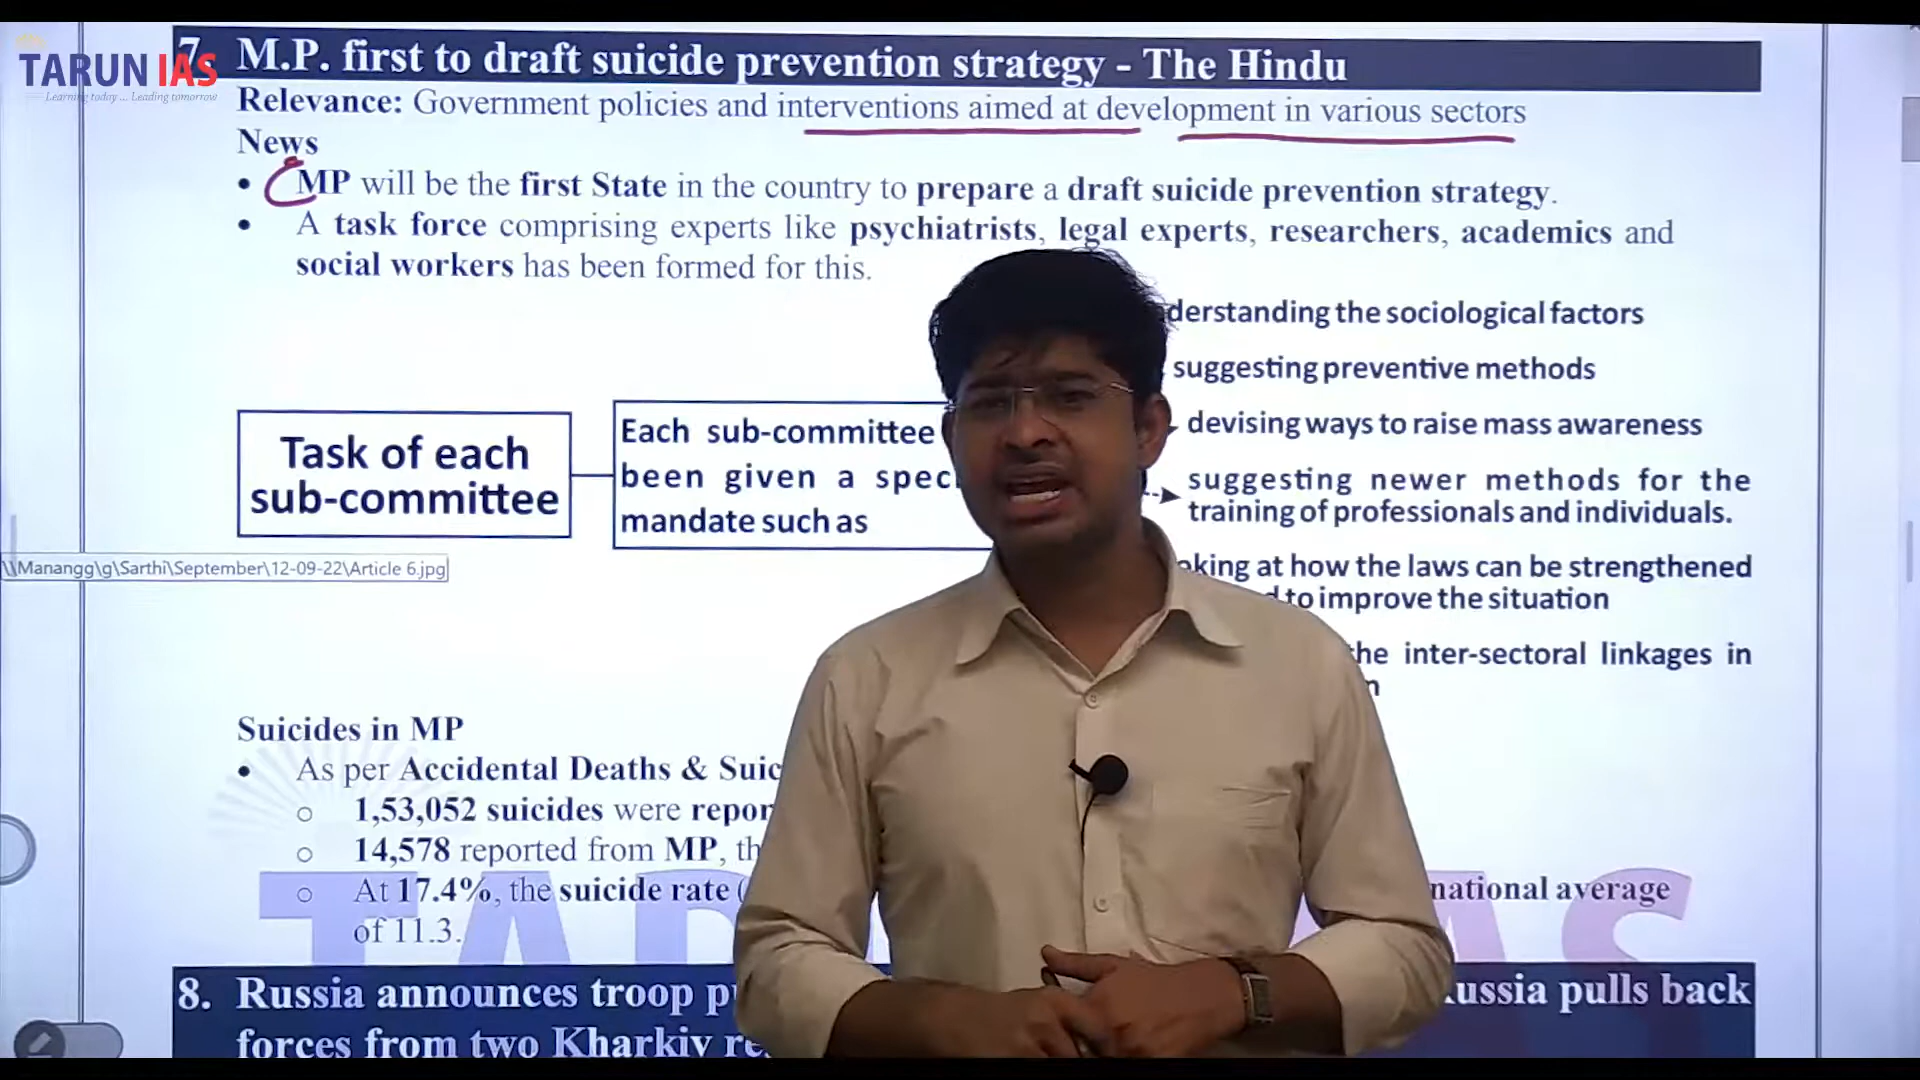 TARUN IAS
Learning today ... Leading tomorrow
7. M.P. first to draft suicide prevention strategy - The Hindu
Relevance: Government policies and interventions aimed at development in various sectors
News
• MP will be the first State in the country to prepare a draft suicide prevention strategy.
• A task force comprising experts like psychiatrists, legal experts, researchers, academics and
social workers has been formed for this.
derstanding the sociological factors
suggesting preventive methods
devising ways to raise mass awareness
suggesting newer methods for the
training of professionals and individuals.
oking at how the laws can be strengthened
to improve the situation
the inter-sectoral linkages in
Task of each
sub-committee
Each sub-committee
been given a spec
mandate such as
\\Manangg\g\Sarthi\September\12-09-22\Article 6.jpg
Suicides in MP
• As per Accidental Deaths & Suic
o 1,53,052 suicides were repor
o 14,578 reported from MP, th
o At 17.4%, the suicide rate ( national average
of 11.3.
8. Russia announces troop p ussia pulls back
forces from two Kharkiv re